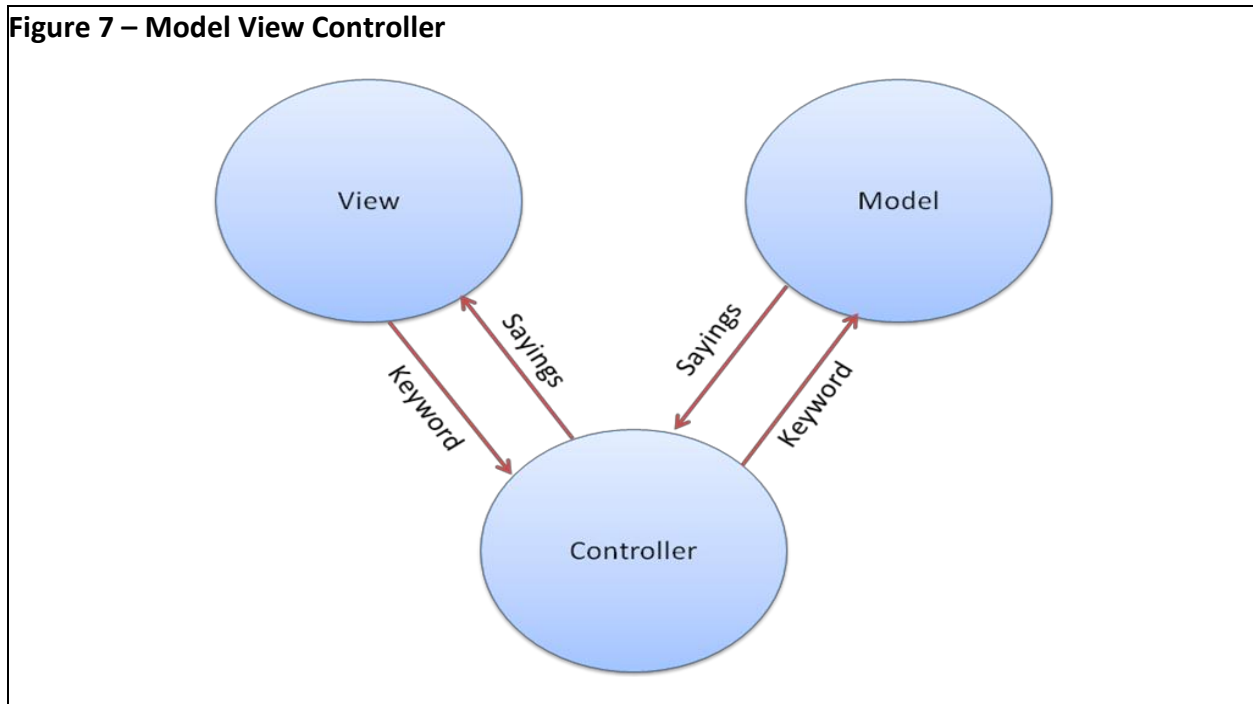 Figure 7 – Model View Controller
View
Model
Sayings
Sayings
Keyword
Keyword
Controller